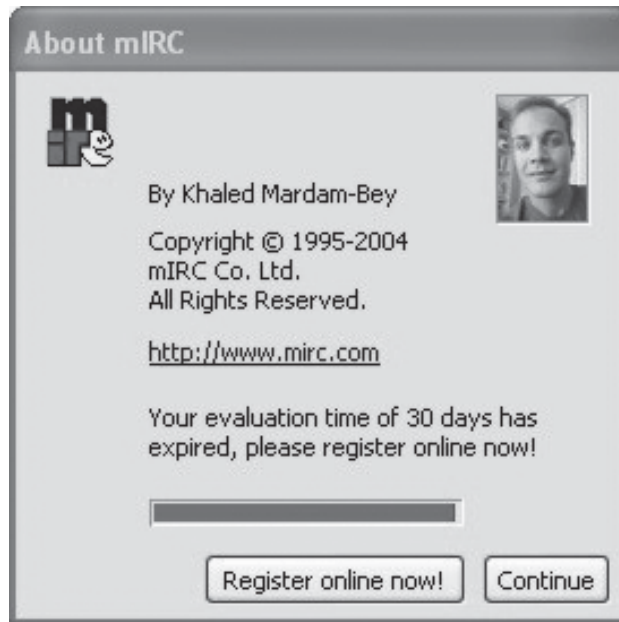 About mIRC
m
irc
By Khaled Mardam-Bey
Copyright © 1995-2004
mIRC Co. Ltd.
All Rights Reserved.
http://www.mirc.com
Your evaluation time of 30 days has
expired, please register online now!
Register online now!
Continue